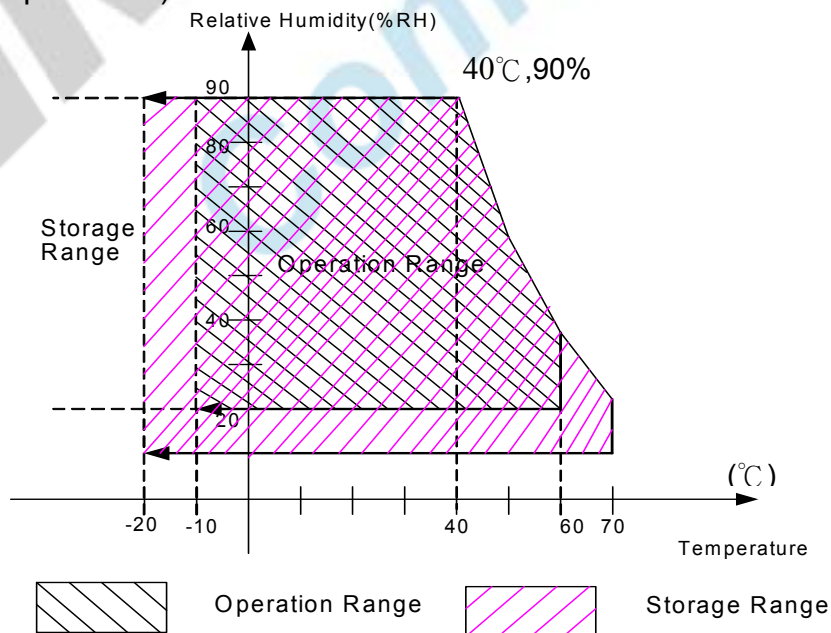 Relative Humidity(%RH)
40℃,90%
90
80
Storage
Range
60
Operation Range
40
20
(℃)
-20 -10 40 60 70
Temperature
Operation Range
Storage Range